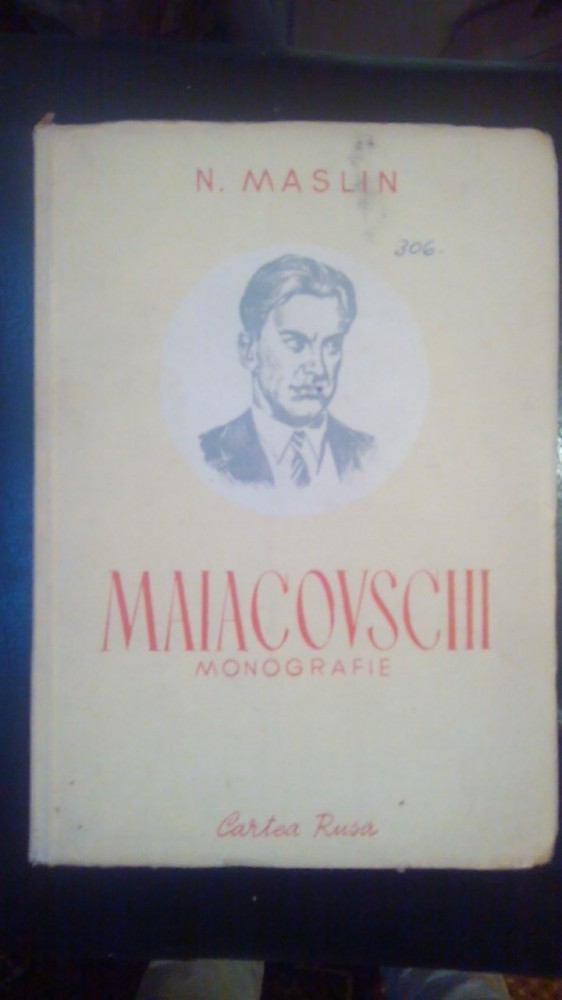 N. MASLIN
306.
MAIACOVSCHI
MONOGRAFIE
Cartea Rusă